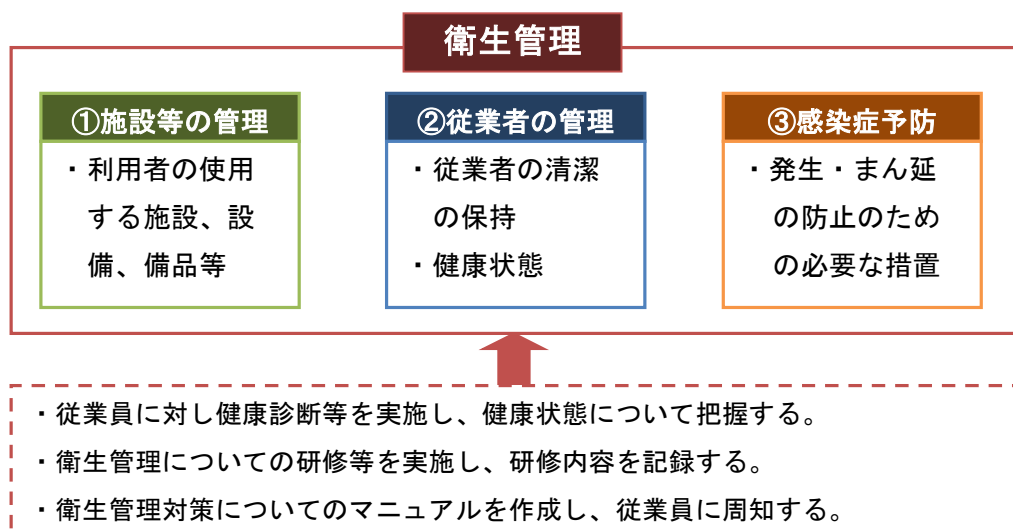 衛生管理
①施設等の管理
・利用者の使用
する施設、設
備、備品等
②従業者の管理
・従業者の清潔
の保持
・健康状態
③感染症予防
・発生・まん延
の防止のため
の必要な措置
・従業員に対し健康診断等を実施し、健康状態について把握する。
・衛生管理についての研修等を実施し、研修内容を記録する。
・衛生管理対策についてのマニュアルを作成し、従業員に周知する。